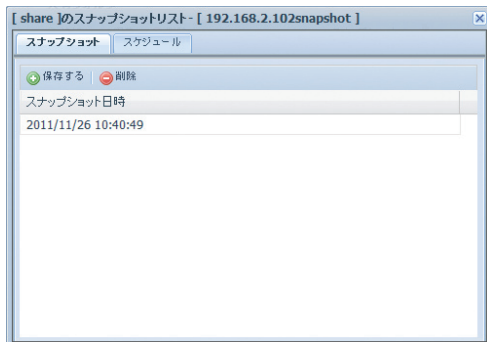 [ share ]のスナップショットリスト- [ 192.168.2.102snapshot ]
スナップショット スケジュール
保存する 削除
スナップショット日時
2011/11/26 10:40:49